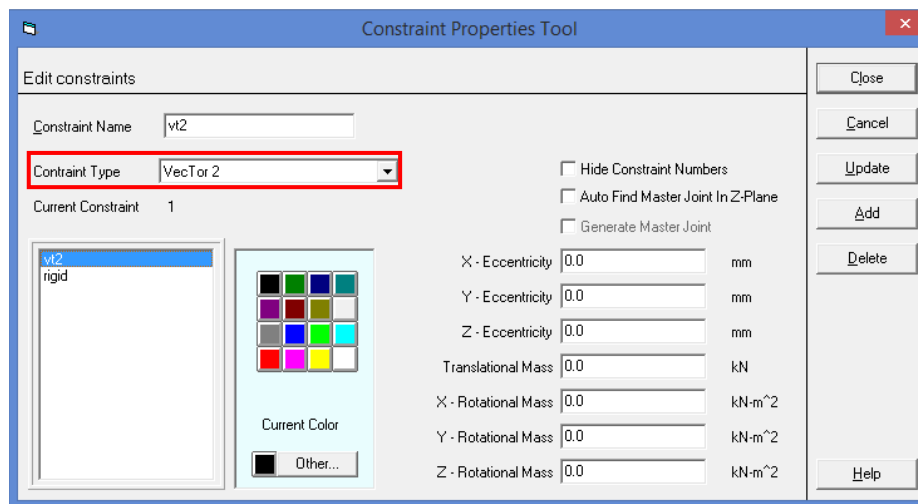 Constraint Properties Tool
Edit constraints
Close
Constraint Name vt2
Cancel
Contraint Type VecTor 2
Hide Constraint Numbers
Update
Current Constraint 1
Auto Find Master Joint In Z-Plane
Generate Master Joint
Add
vt2
rigid
X - Eccentricity 0.0 mm
Delete
Y - Eccentricity 0.0 mm
Z - Eccentricity 0.0 mm
Translational Mass 0.0 kN
X - Rotational Mass 0.0 kN-m^2
Current Color
Y - Rotational Mass 0.0 kN-m^2
Other...
Z - Rotational Mass 0.0 kN-m^2
Help